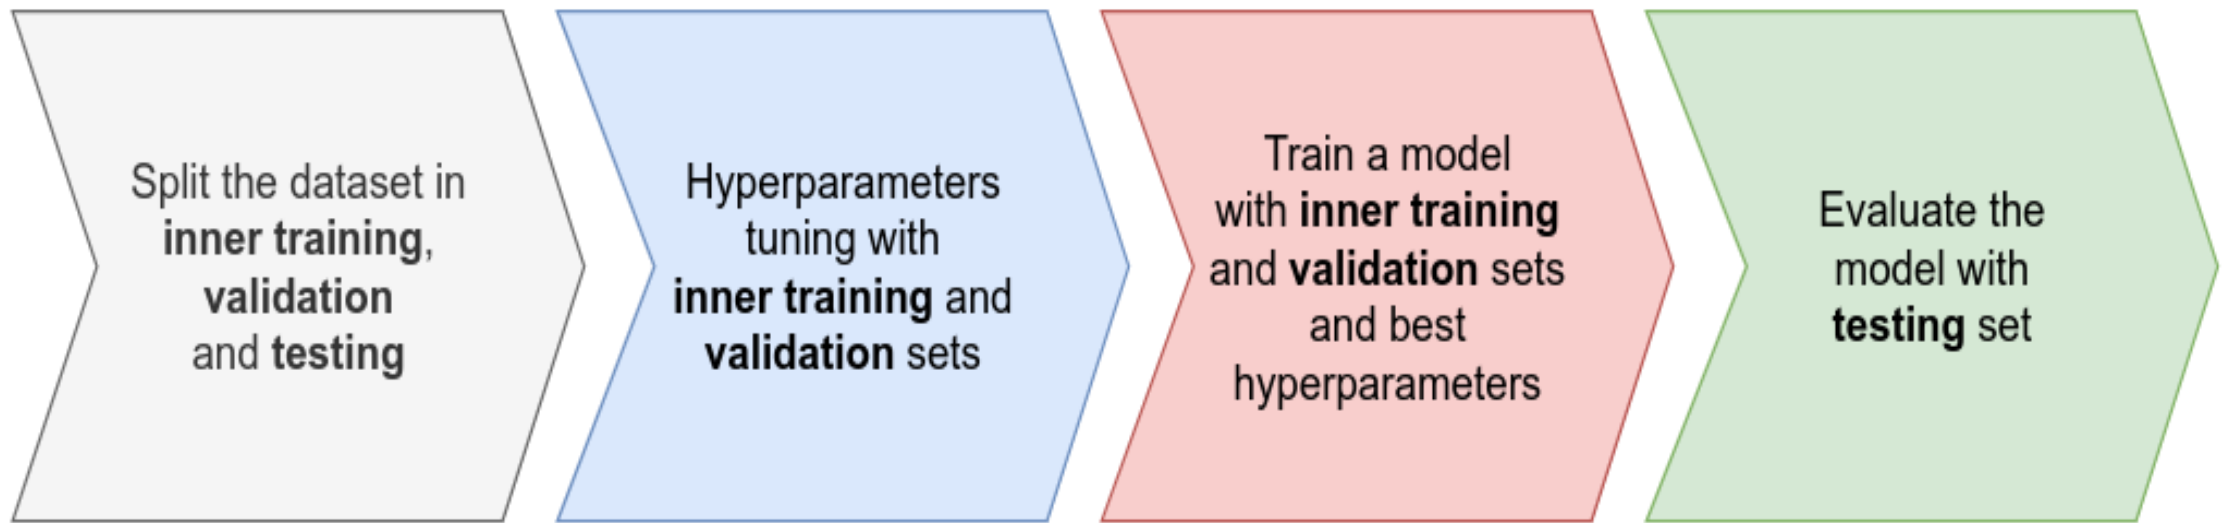 Split the dataset in
inner training,
validation
and testing
Hyperparameters
tuning with
inner training and
validation sets
Train a model
with inner training
and validation sets
and best
hyperparameters
Evaluate the
model with
testing set